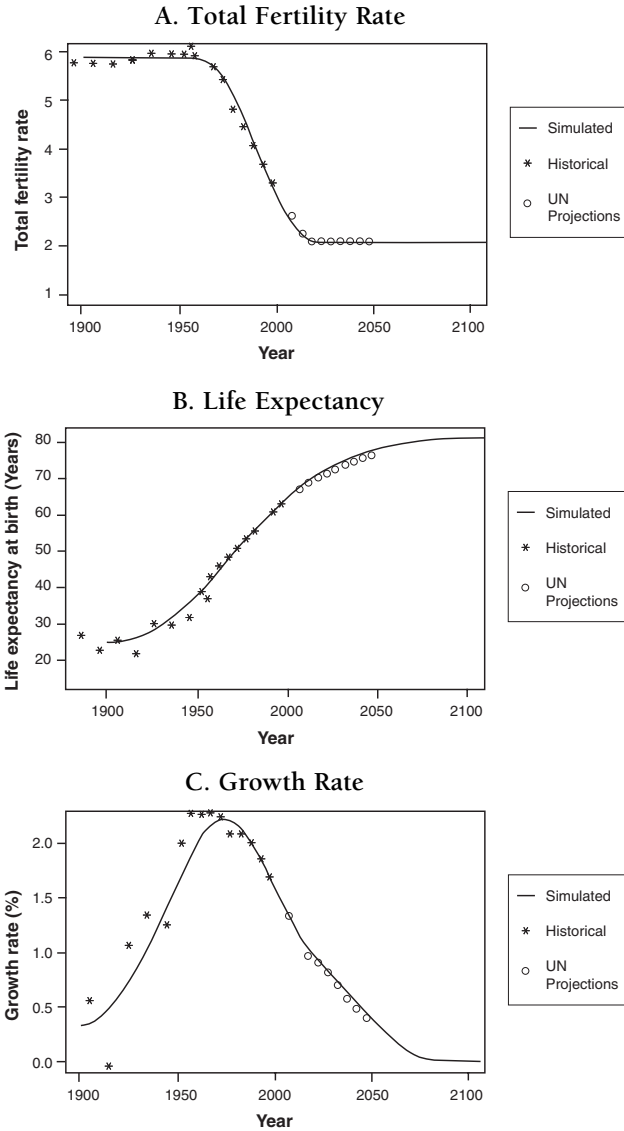 A. Total Fertility Rate
6
5
4
3
2
1
Total fertility rate
1900 1950 2000 2050 2100
Year
Simulated
Historical
UN
Projections
B. Life Expectancy
80
70
60
50
40
30
20
Life expectancy at birth (Years)
1900 1950 2000 2050 2100
Year
Simulated
Historical
UN
Projections
C. Growth Rate
2.0
1.5
1.0
0.5
0.0
Growth rate (%)
1900 1950 2000 2050 2100
Year
Simulated
Historical
UN
Projections